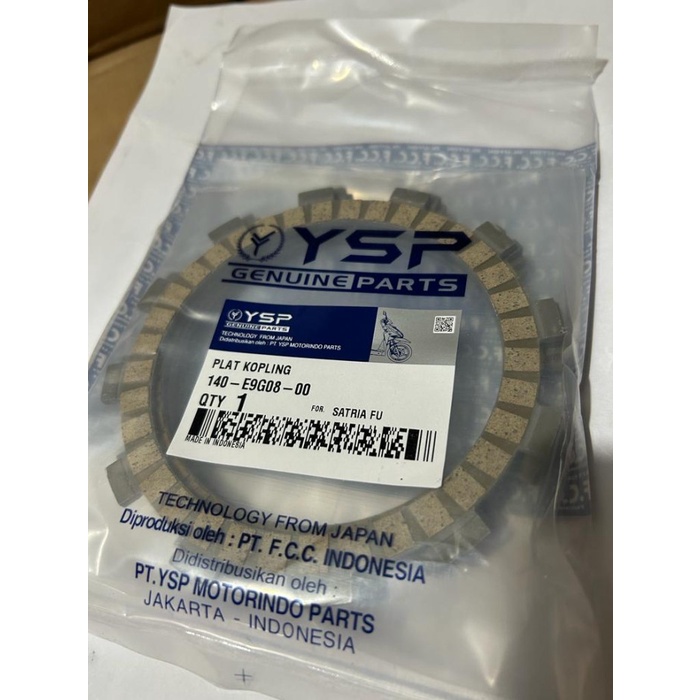 YSP
GENUINE PARTS
YSP
GENUINE PARTS
TECHNOLOGY FROM JAPAN
Didistribusikan oleh : PT. YSP MOTORINDO PARTS
PLAT KOPLING
140-E9G08-00
QTY 1
FOR. SATRIA FU
MADE IN INDONESIA
TECHNOLOGY FROM JAPAN
Diproduksi oleh : PT. F.C.C. INDONESIA
Didistribusikan oleh :
PT.YSP MOTORINDO PARTS
JAKARTA - INDONESIA